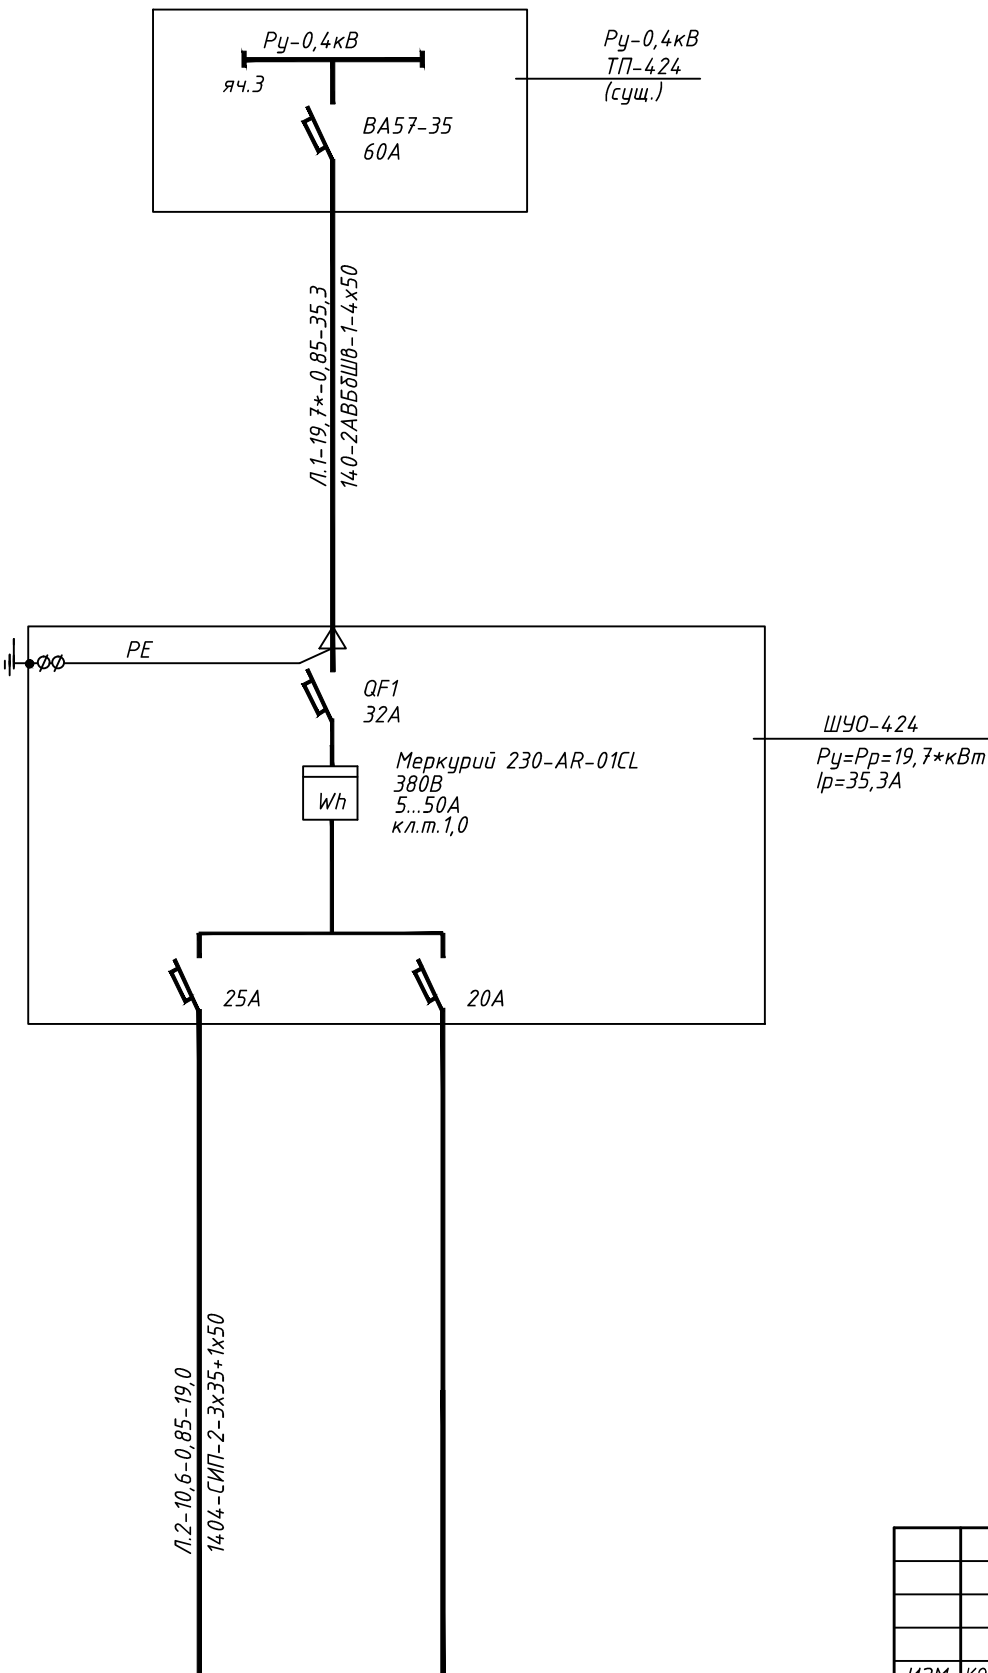 Ру-0,4кВ
яч.3
ВА57-35
60А
Ру-0,4кВ
ТП-424
(сущ.)
Л.1-19,7*-0,85-35,3
140-2АВБбШв-1-4х50
РЕ
QF1
32А
Меркурий 230-AR-01CL
380В
5...50А
кл.т.1,0
Wh
ШУО-424
Ру=Рр=19,7*кВт
Iр=35,3А
25А
20А
Л.2-10,6-0,85-19,0
1404-СИП-2-3х35+1х50